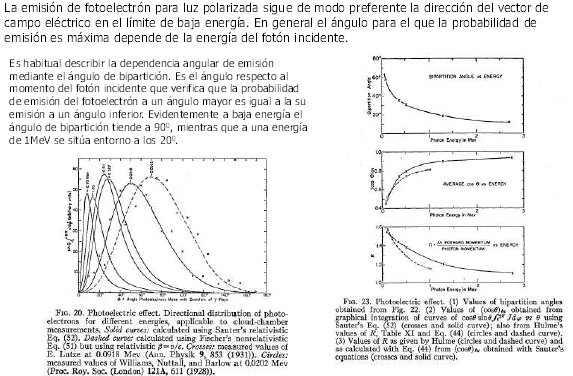 La emisión de fotoelectrón para luz polarizada sigue de modo preferente la dirección del vector de
campo eléctrico en el límite de baja energía. En general el ángulo para el que la probabilidad de
emisión es máxima depende de la energía del fotón incidente.
Es habitual describir la dependencia angular de emisión
mediante el ángulo de bipartición. Es el ángulo respecto al
momento del fotón incidente que verifica que la probabilidad
de emisión del fotoelectrón a un ángulo mayor es igual a la su
emisión a un ángulo inferior. Evidentemente a baja energía el
ángulo de bipartición tiende a 90º, mientras que a una energía
de 1MeV se sitúa entorno a los 20º.
FIG. 20. Photoelectric effect. Directional distribution of photo-
electrons for different energies, applicable to cloud-chamber
measurements. Solid curves: calculated using Sauter's relativistic
Eq. (52). Dashed curve calculated using Fischer's nonrelativistic
Eq. (51) but using relativistic β=v/c. Crosses: measured values of
E. Lutze at 0.0918 Mev (Ann. Physik 9, 853 (1931)). Circles:
measured values of Williams, Nuttall, and Barlow at 0.0202 Mev
(Proc. Roy. Soc. (London) 121A, 611 (1928)).
BIPARTITION ANGLE vs ENERGY
Bipartition Angle
Photon Energy in Mev
AVERAGE cos Θ vs ENERGY
Photon Energy in Mev
FORWARD MOMENTUM
PHOTON MOMENTUM
vs ENERGY
Photon Energy in Mev
FIG. 23. Photoelectric effect. (1) Values of bipartition angles
obtained from Fig. 22. (2) Values of (cosθ)Av obtained from
graphical integration of curves of
using
Sauter's Eq. (52) (crosses and solid curve); also from Hulme's
values of R, Table XI and Eq. (44) (circles and dashed curve).
(3) Values of R as given by Hulme (circles and dashed curve) and
as calculated with Eq. (44) from (cosθ)Av obtained with Sauter's
equations (crosses and solid curve).